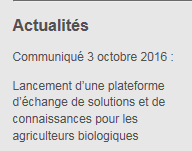 Actualités
Communiqué 3 octobre 2016 :
Lancement d'une plateforme
d'échange de solutions et de
connaissances pour les
agriculteurs biologiques